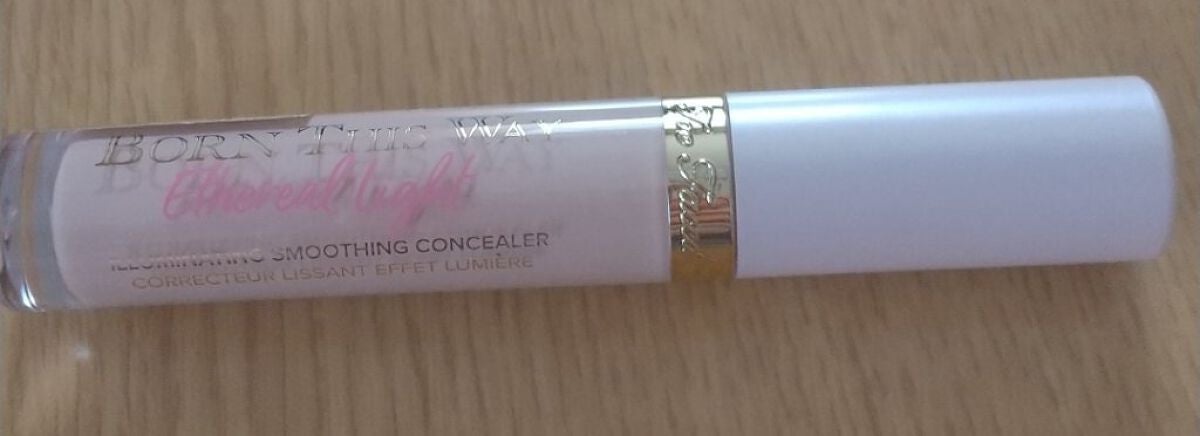 BORN THIS WAY
Ethereal Light
ILLUMINATING SMOOTHING CONCEALER
CORRECTEUR LISSANT EFFET LUMIÈRE
Too Faced